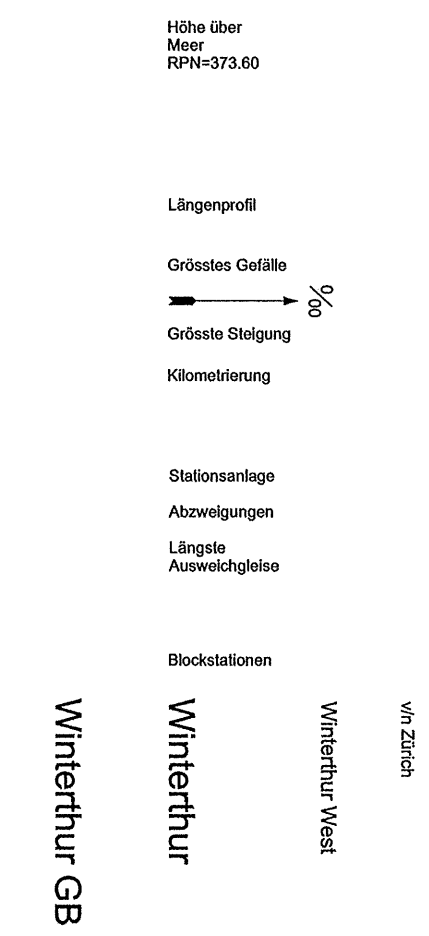 Höhe über
Meer
RPN=373.60
Längenprofil
Grösstes Gefälle
‰
Grösste Steigung
Kilometrierung
Stationsanlage
Abzweigungen
Längste
Ausweichgleise
Blockstationen
Winterthur GB
Winterthur
Winterthur West
v/n Zürich